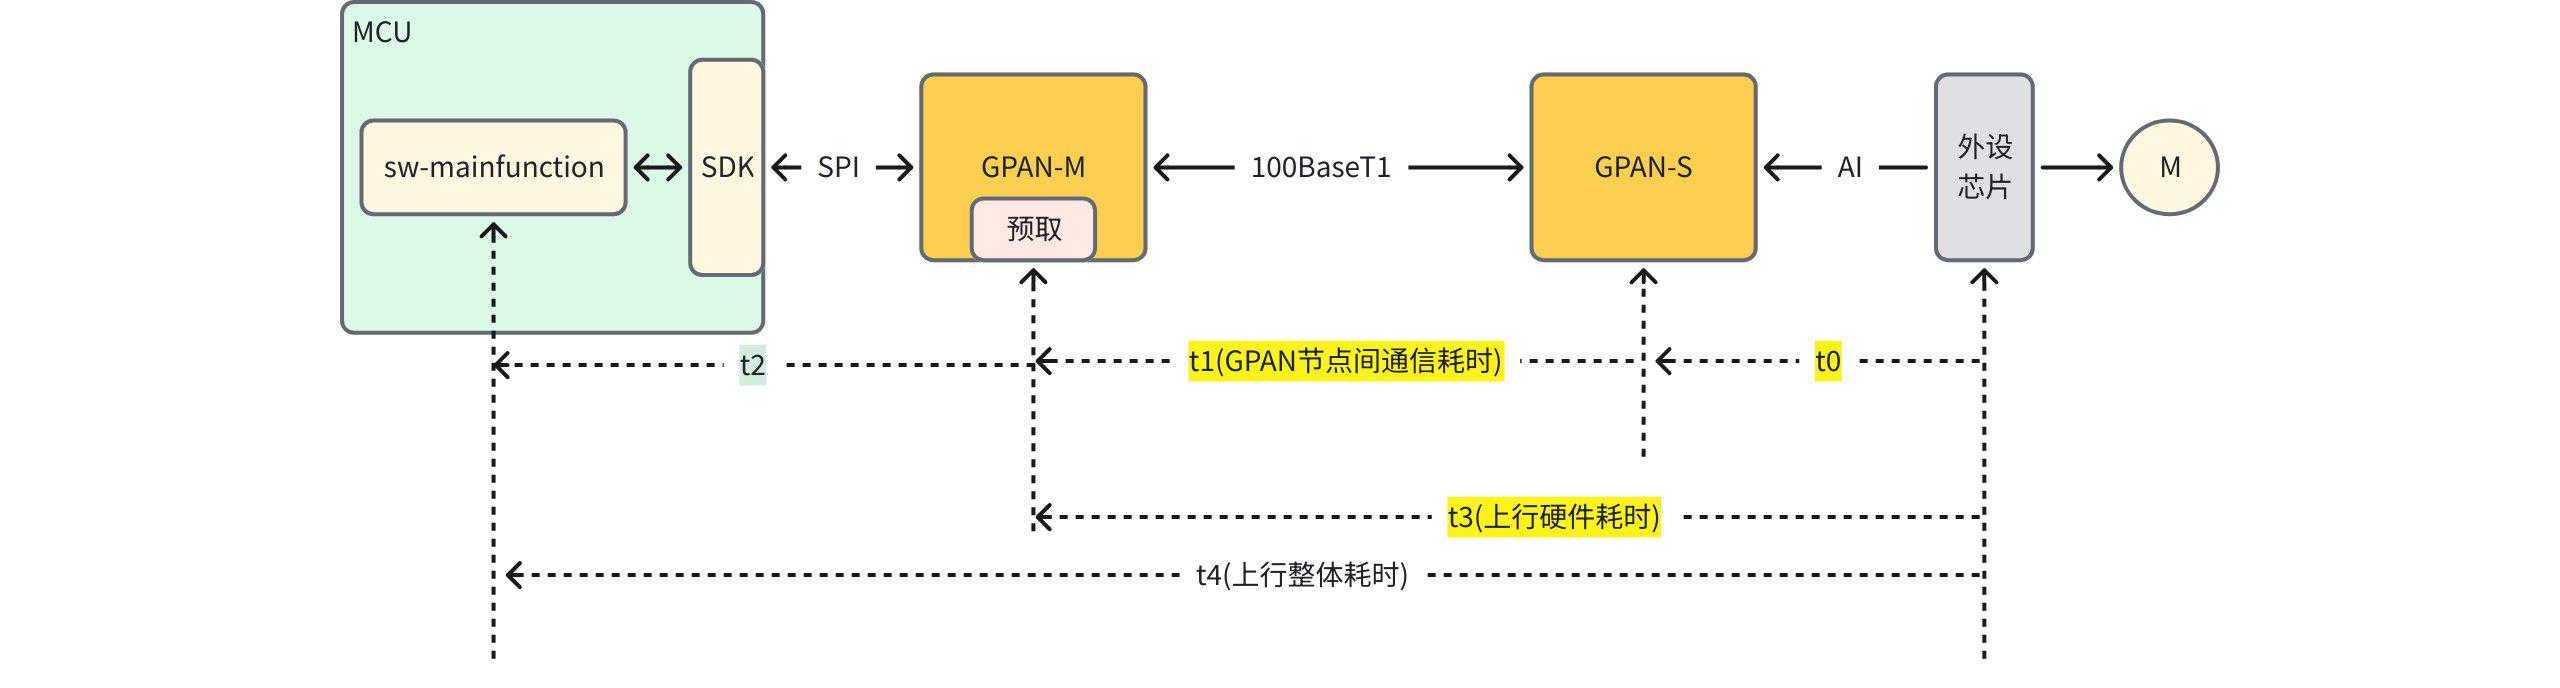 MCU
sw-mainfunction
SDK
SPI
GPAN-M
预取
100BaseT1
GPAN-S
AI
外设
芯片
M
t2
t1(GPAN节点间通信耗时)
t0
t3(上行硬件耗时)
t4(上行整体耗时)